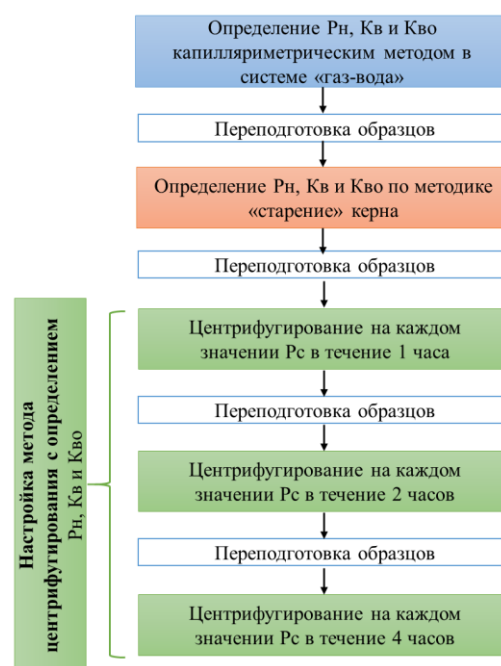 Определение Рн, Кв и Кво
капилляриметрическим методом в
системе «газ-вода»
Переподготовка образцов
Определение Рн, Кв и Кво по методике
«старение» керна
Переподготовка образцов
Настройка метода
центрифугирования с определением
Рн, Кв и Кво
Центрифугирование на каждом
значении Рс в течение 1 часа
Переподготовка образцов
Центрифугирование на каждом
значении Рс в течение 2 часов
Переподготовка образцов
Центрифугирование на каждом
значении Рс в течение 4 часов